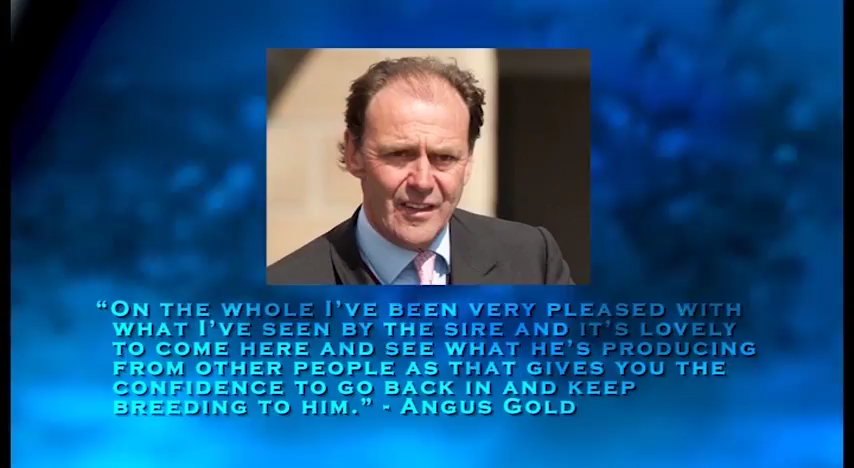 “On the whole I’ve been very pleased with
what I’ve seen by the sire and it’s lovely
to come here and see what he’s producing
from other people as that gives you the
confidence to go back in and keep
breeding to him.” - Angus Gold